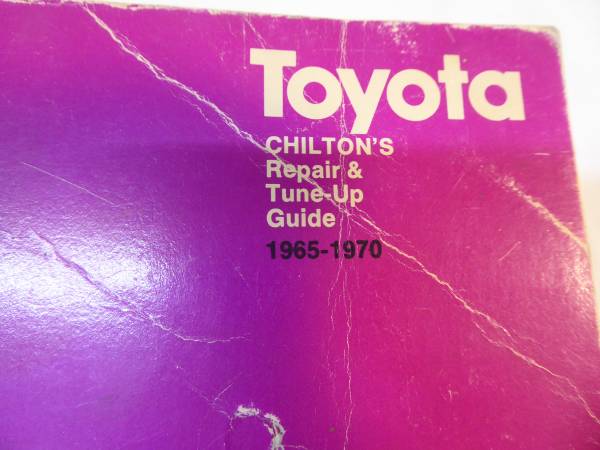 Toyota
CHILTON'S
Repair &
Tune-Up
Guide
1965-1970